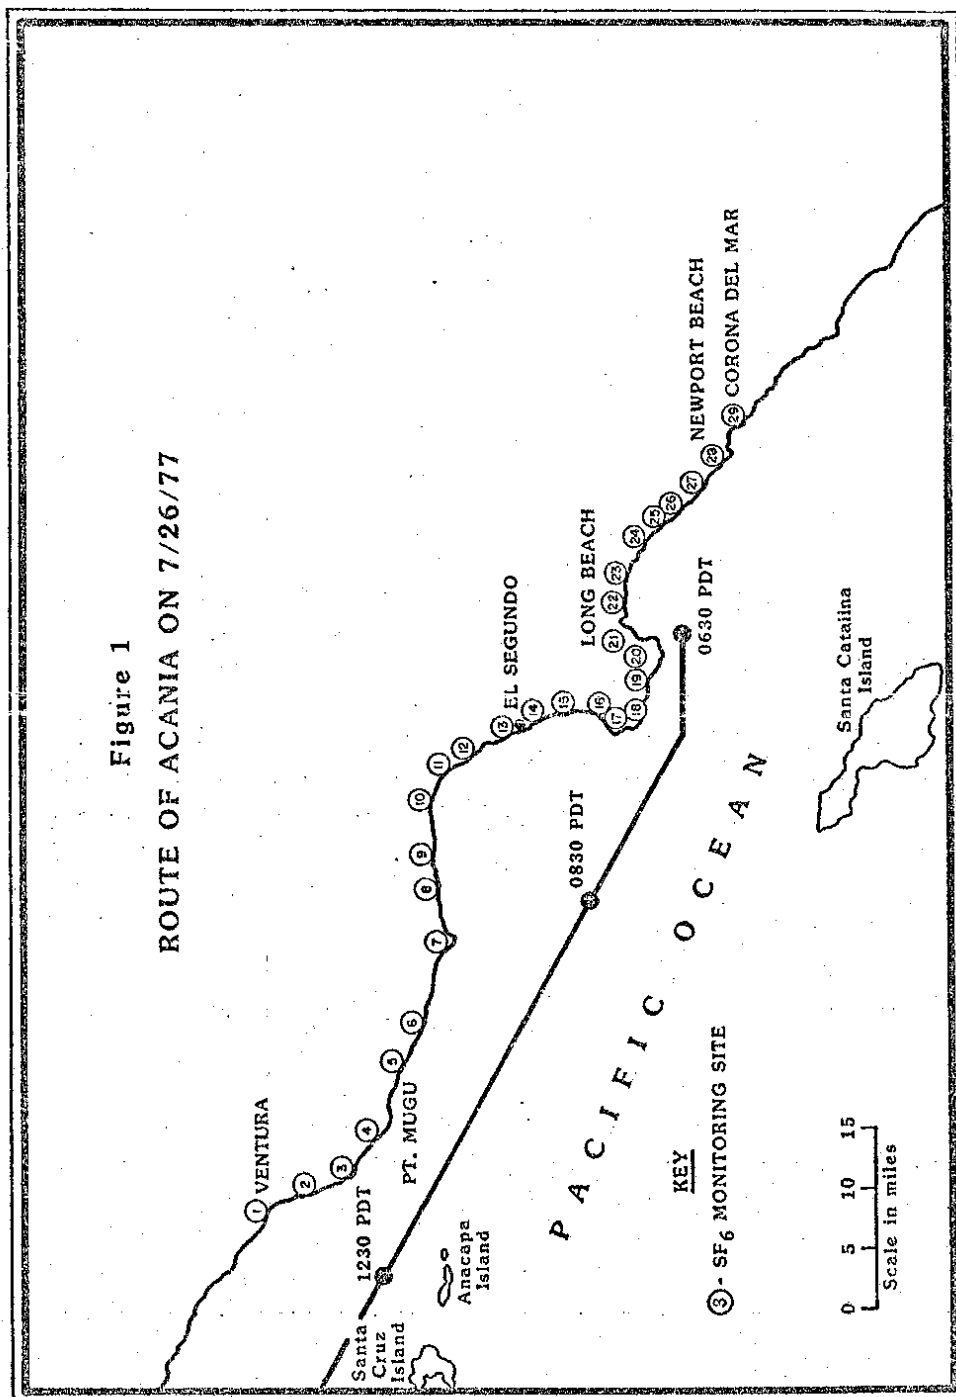 Figure 1
ROUTE OF ACANIA ON 7/26/77
1
VENTURA
2
3
4
5
6
PT. MUGU
7
8
9
10
11
12
13
EL SEGUNDO
14
15
16
17
18
19
20
21
LONG BEACH
22
23
24
25
26
27
NEWPORT BEACH
28
29
CORONA DEL MAR
1230 PDT
0830 PDT
0630 PDT
Santa
Cruz
Island
Anacapa
Island
PACIFIC OCEAN
Santa Catalina
Island
KEY
3 - SF6 MONITORING SITE
0 5 10 15
Scale in miles